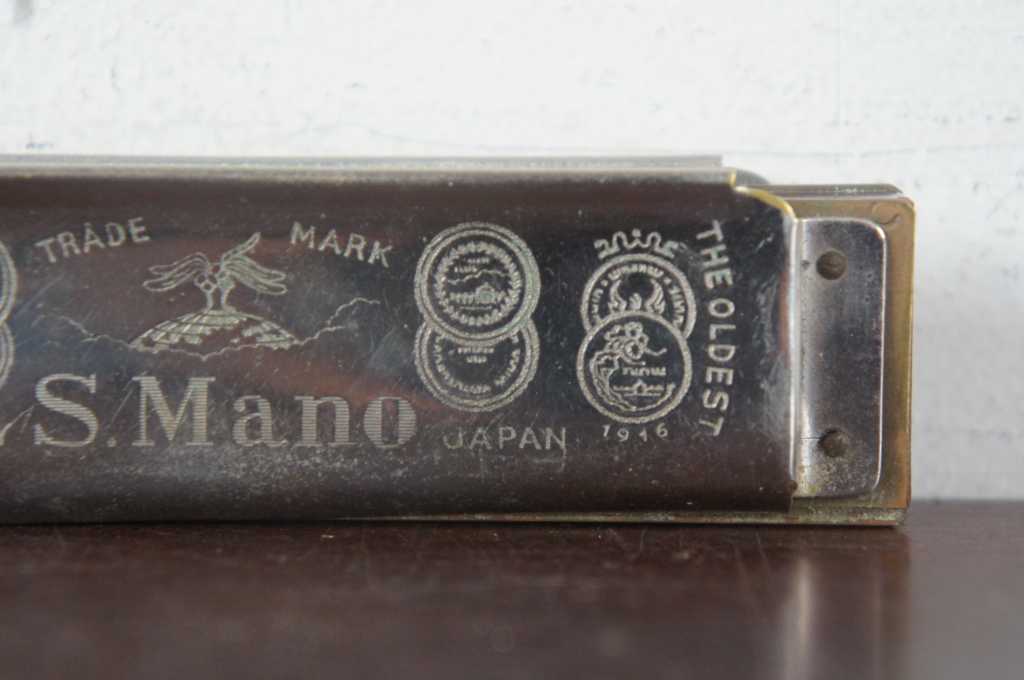 TRADE MARK
S.Mano
JAPAN
THE OLDEST
1916